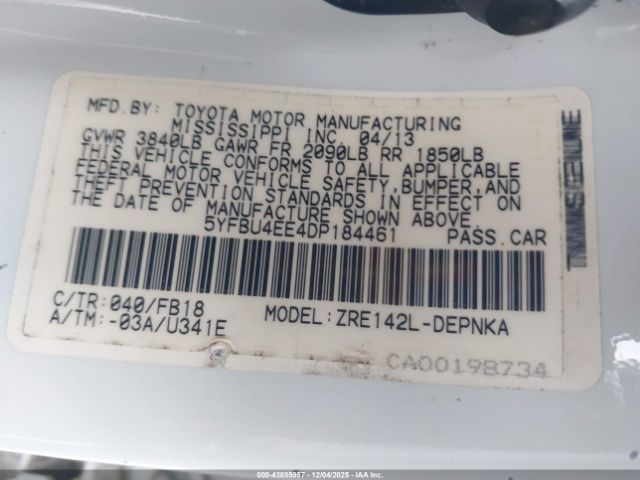 MFD.BY: TOYOTA MOTOR MANUFACTURING
MISSISSIPPI INC 04/13
GVWR 3840LB GAWR FR 2090LB RR 1850LB
THIS VEHICLE CONFORMS TO ALL APPLICABLE
FEDERAL MOTOR VEHICLE SAFETY,BUMPER,AND
THEFT PREVENTION STANDARDS IN EFFECT ON
DATE OF MANUFACTURE SHOWN ABOVE.
5YFBU4EE4DP184461 PASS.CAR
C/TR:040/FB18 MODEL:ZRE142L-DEPNKA
A/TM:-03A/U341E
CA00198734
000-43855957 - 12/04/2025 - IAA Inc.